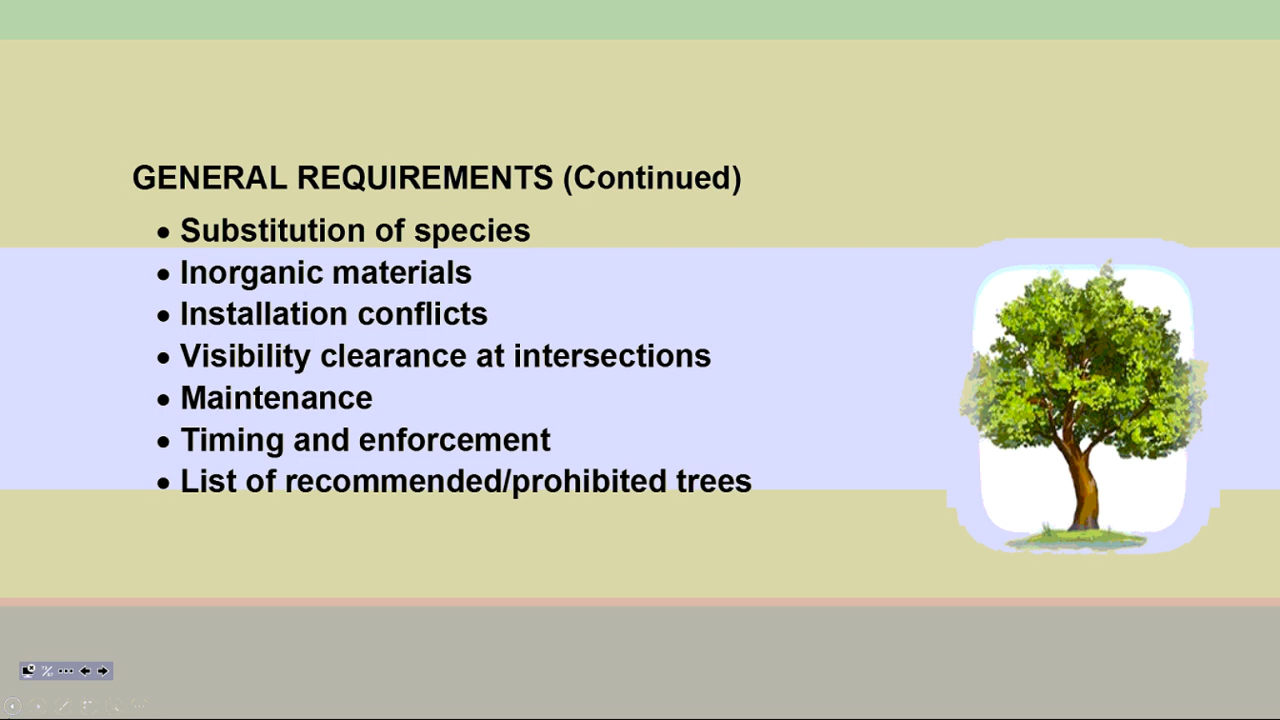 GENERAL REQUIREMENTS (Continued)
• Substitution of species
• Inorganic materials
• Installation conflicts
• Visibility clearance at intersections
• Maintenance
• Timing and enforcement
• List of recommended/prohibited trees